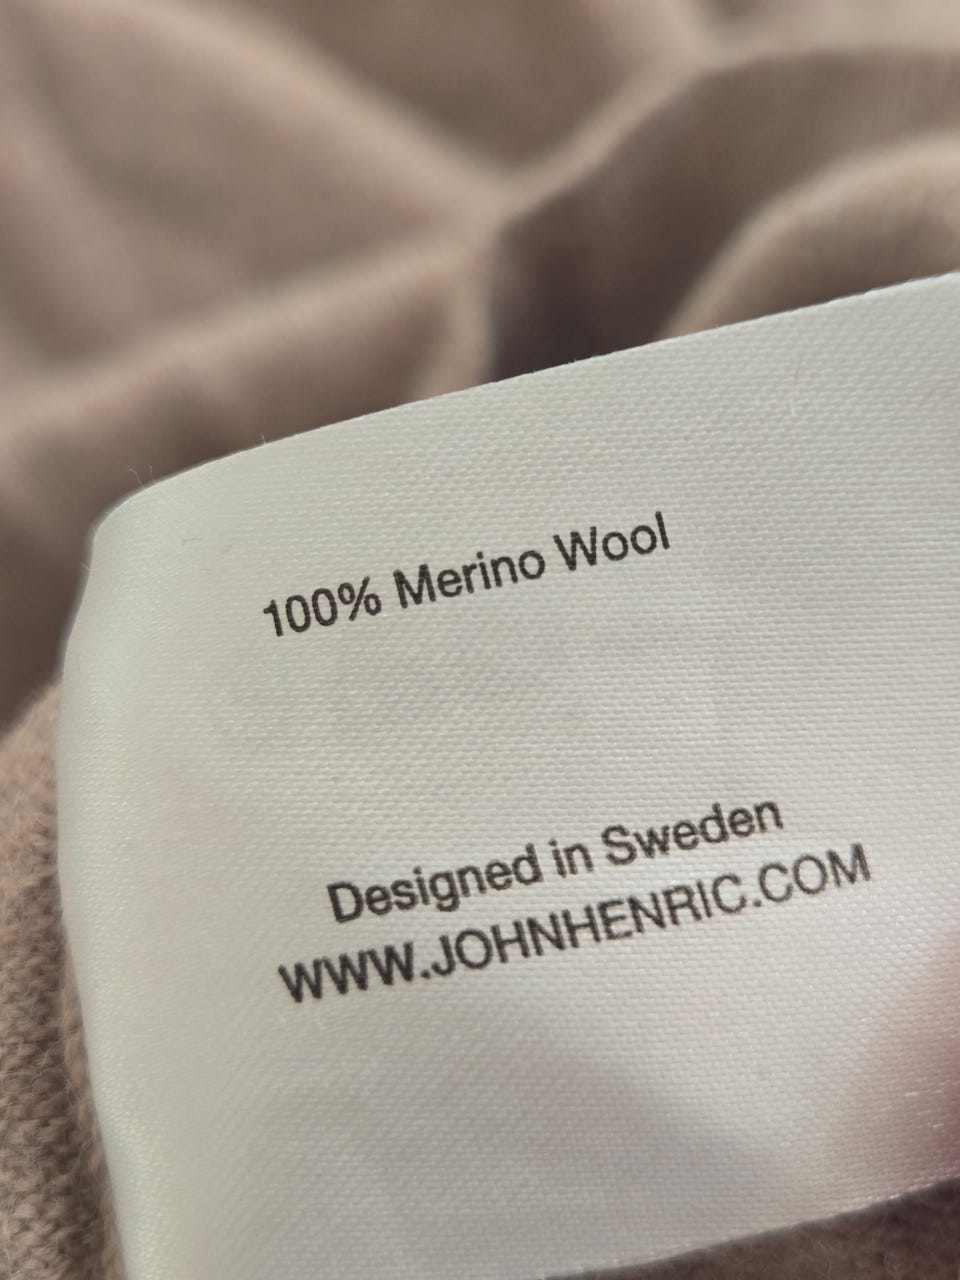 100% Merino Wool
Designed in Sweden
WWW.JOHNHENRIC.COM